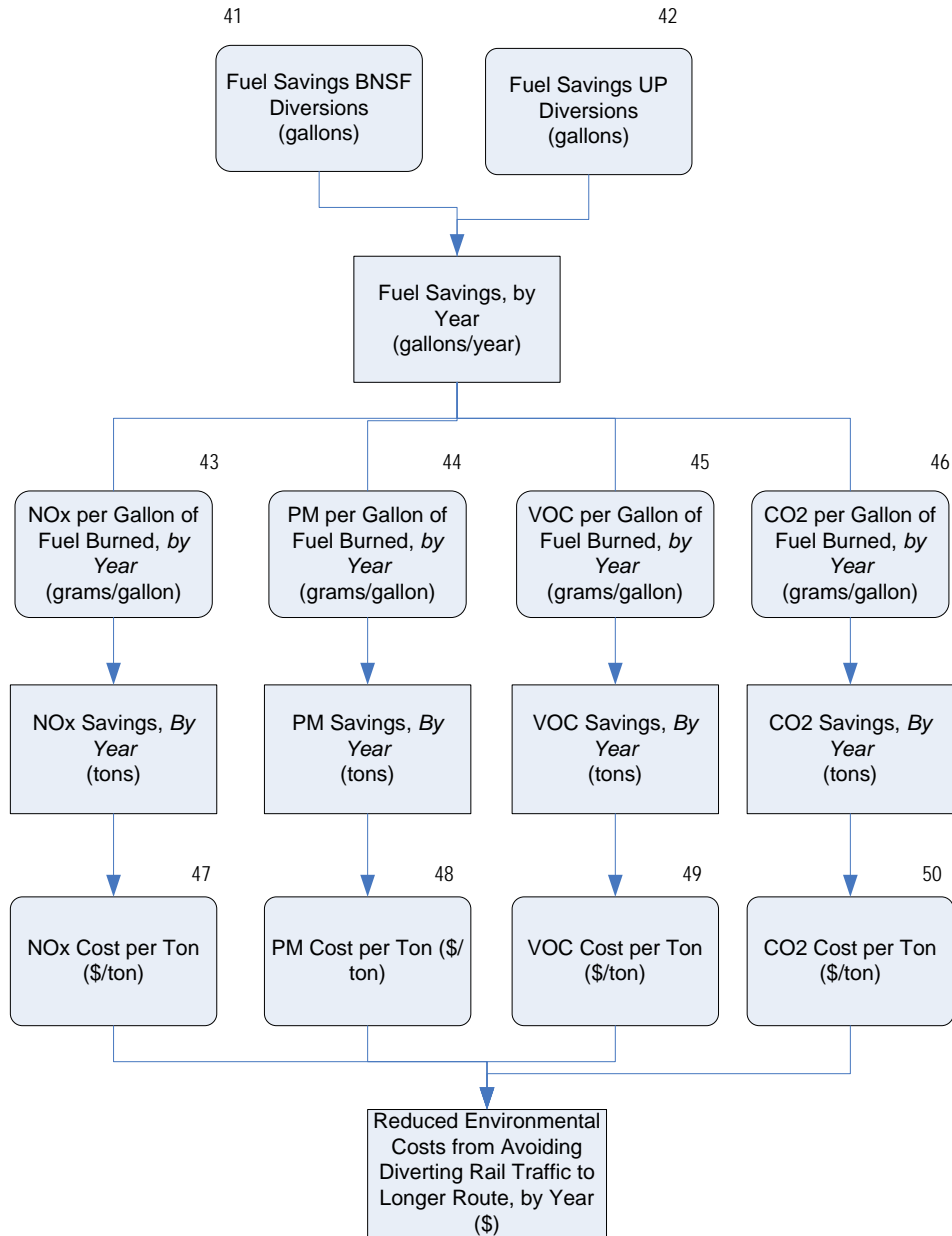 41
42
Fuel Savings BNSF
Diversions
(gallons)
Fuel Savings UP
Diversions
(gallons)
Fuel Savings, by
Year
(gallons/year)
43
44
45
46
NOx per Gallon of
Fuel Burned, by
Year
(grams/gallon)
PM per Gallon of
Fuel Burned, by
Year
(grams/gallon)
VOC per Gallon of
Fuel Burned, by
Year
(grams/gallon)
CO2 per Gallon of
Fuel Burned, by
Year
(grams/gallon)
NOx Savings, By
Year
(tons)
PM Savings, By
Year
(tons)
VOC Savings, By
Year
(tons)
CO2 Savings, By
Year
(tons)
47
48
49
50
NOx Cost per Ton
($/ton)
PM Cost per Ton ($/
ton)
VOC Cost per Ton
($/ton)
CO2 Cost per Ton
($/ton)
Reduced Environmental
Costs from Avoiding
Diverting Rail Traffic to
Longer Route, by Year
($)